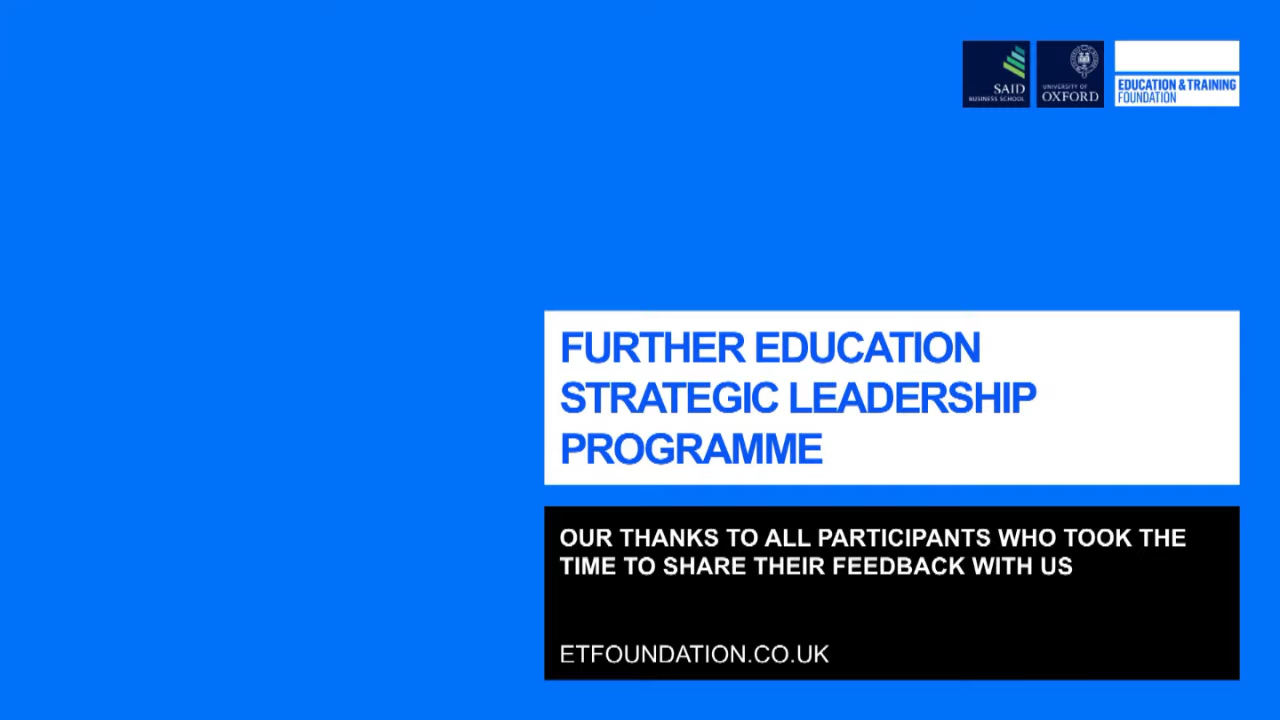 SAID
BUSINESS SCHOOL
UNIVERSITY OF
OXFORD
EDUCATION & TRAINING
FOUNDATION
FURTHER EDUCATION
STRATEGIC LEADERSHIP
PROGRAMME
OUR THANKS TO ALL PARTICIPANTS WHO TOOK THE
TIME TO SHARE THEIR FEEDBACK WITH US
ETFOUNDATION.CO.UK